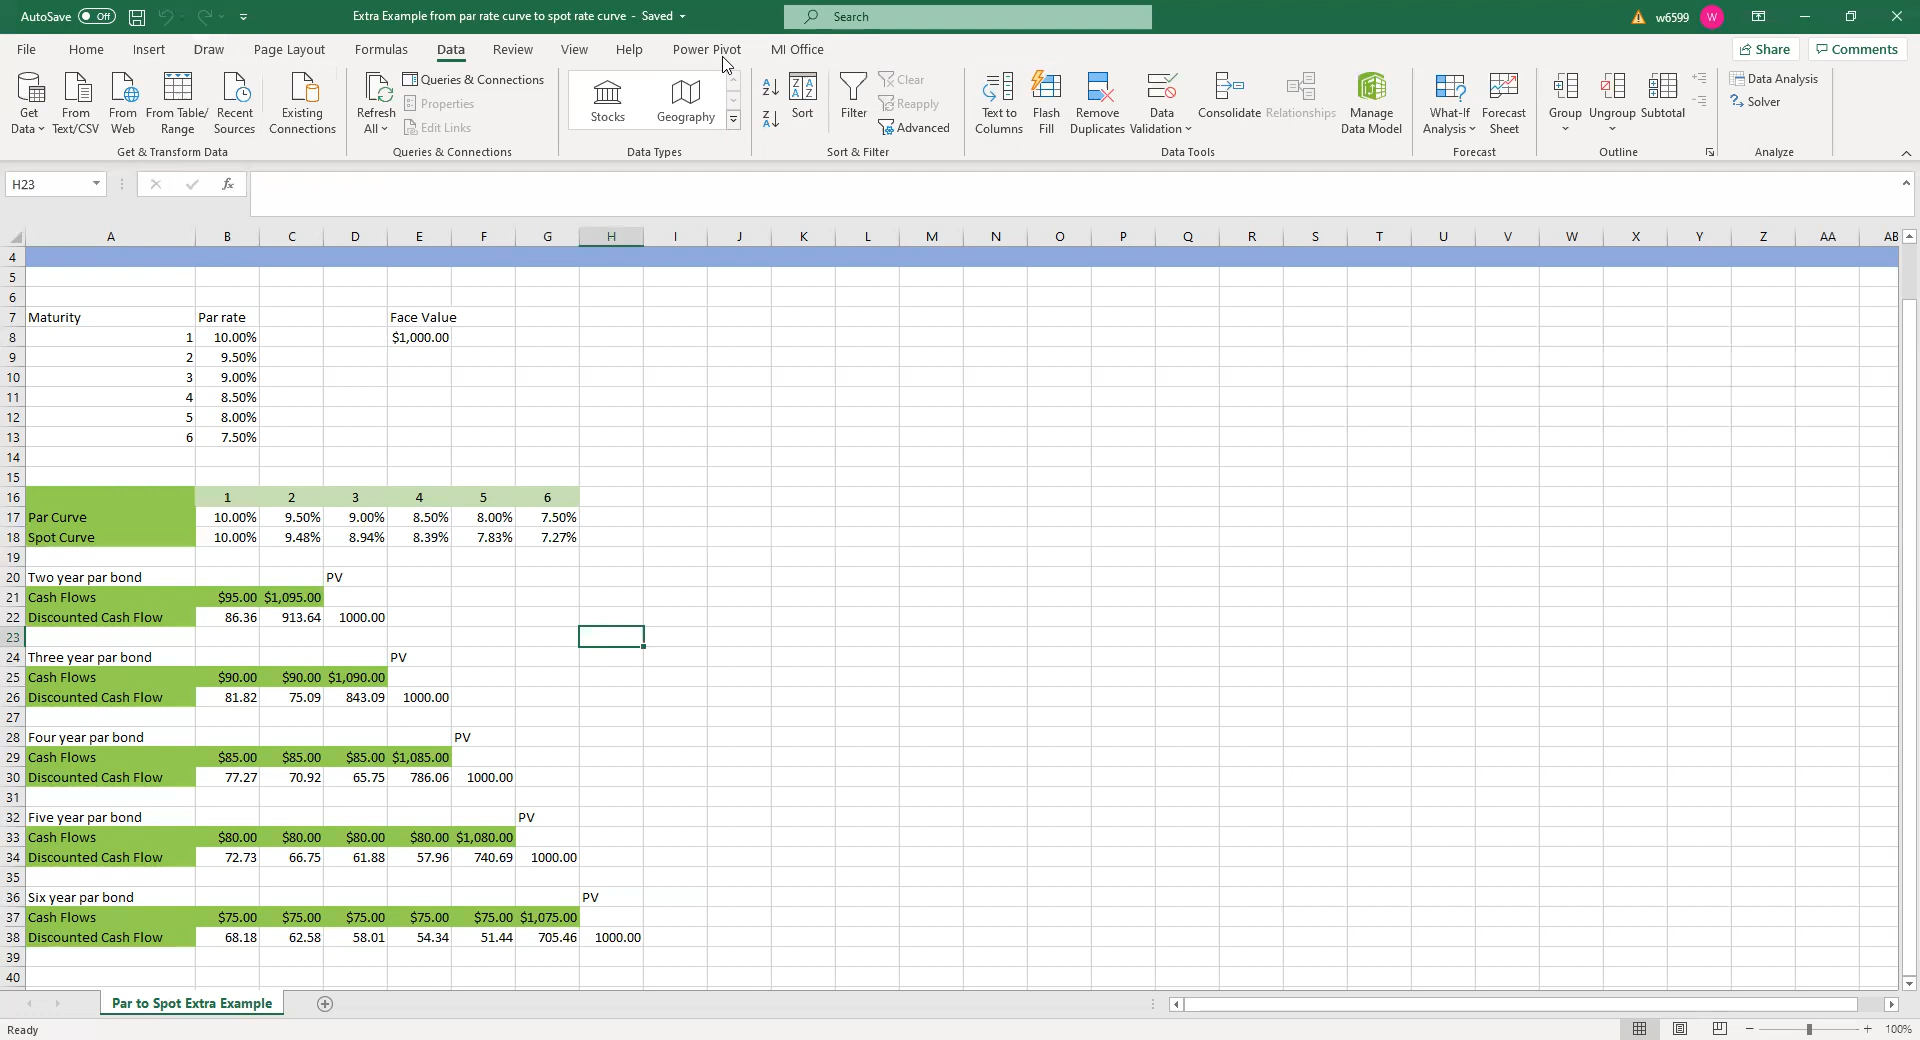 AutoSave Off Extra Example from par rate curve to spot rate curve - Saved Search w6599 W
File Home Insert Draw Page Layout Formulas Data Review View Help Power Pivot MI Office Share Comments
Get Data From Text/CSV From Web From Table/Range Recent Sources Existing Connections
Get & Transform Data
Refresh All Queries & Connections Properties Edit Links
Queries & Connections
Stocks Geography
Data Types
Sort Filter Clear Reapply Advanced
Sort & Filter
Text to Columns Flash Fill Remove Duplicates Data Validation Consolidate Relationships Manage Data Model
Data Tools
What-If Analysis Forecast Sheet
Forecast
Group Ungroup Subtotal
Outline
Data Analysis Solver
Analyze
H23 fx
A B C D E F G H I J K L M N O P Q R S T U V W X Y Z AA AB
4
5
6
7 Maturity Par rate Face Value
8 1 10.00% $1,000.00
9 2 9.50%
10 3 9.00%
11 4 8.50%
12 5 8.00%
13 6 7.50%
14
15
16 1 2 3 4 5 6
17 Par Curve 10.00% 9.50% 9.00% 8.50% 8.00% 7.50%
18 Spot Curve 10.00% 9.48% 8.94% 8.39% 7.83% 7.27%
19
20 Two year par bond PV
21 Cash Flows $95.00 $1,095.00
22 Discounted Cash Flow 86.36 913.64 1000.00
23
24 Three year par bond PV
25 Cash Flows $90.00 $90.00 $1,090.00
26 Discounted Cash Flow 81.82 75.09 843.09 1000.00
27
28 Four year par bond PV
29 Cash Flows $85.00 $85.00 $85.00 $1,085.00
30 Discounted Cash Flow 77.27 70.92 65.75 786.06 1000.00
31
32 Five year par bond PV
33 Cash Flows $80.00 $80.00 $80.00 $80.00 $1,080.00
34 Discounted Cash Flow 72.73 66.75 61.88 57.96 740.69 1000.00
35
36 Six year par bond PV
37 Cash Flows $75.00 $75.00 $75.00 $75.00 $75.00 $1,075.00
38 Discounted Cash Flow 68.18 62.58 58.01 54.34 51.44 705.46 1000.00
39
40
Par to Spot Extra Example
Ready 100%